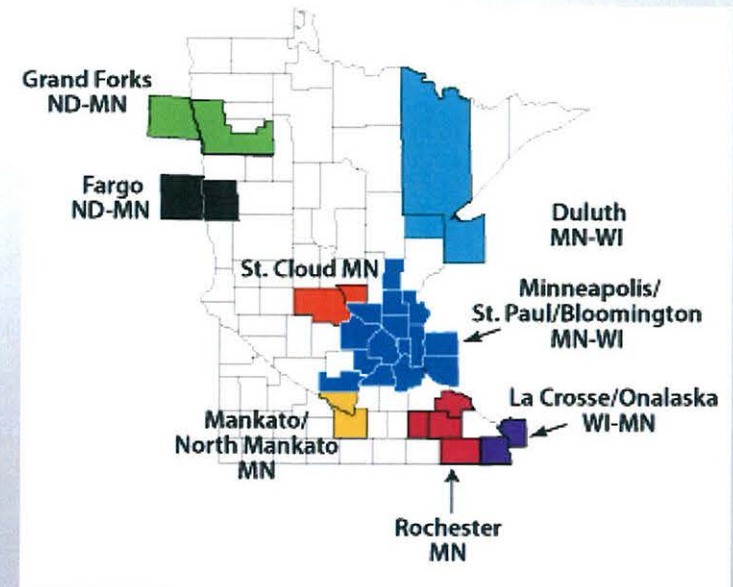 Grand Forks
ND-MN
Fargo
ND-MN
Duluth
MN-WI
St. Cloud MN
Minneapolis/
St. Paul/Bloomington
MN-WI
La Crosse/Onalaska
WI-MN
Mankato/
North Mankato
MN
Rochester
MN